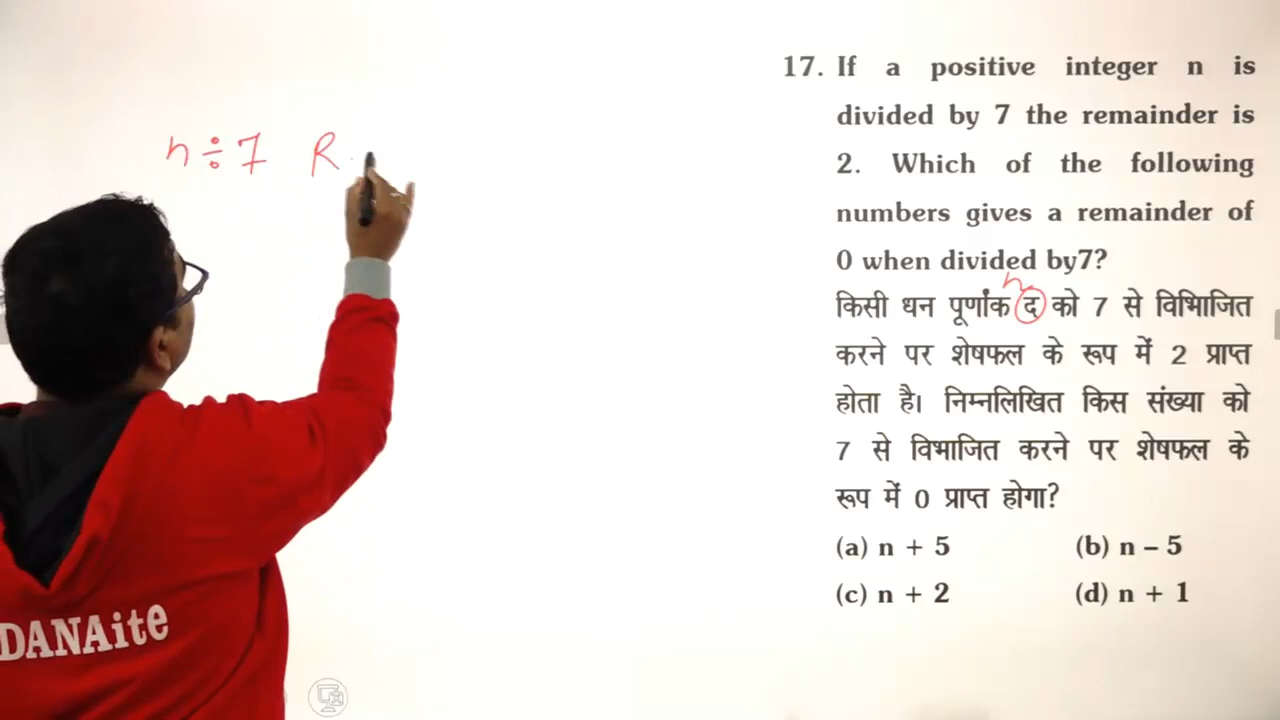 n÷7 R
17. If a positive integer n is
divided by 7 the remainder is
2. Which of the following
numbers gives a remainder of
0 when divided by7?
n
किसी धन पूर्णांक द को 7 से विभिाजित
करने पर शेषफल के रूप में 2 प्राप्त
होता है। निम्नलिखित किस संख्या को
7 से विभाजित करने पर शेषफल के
रूप में 0 प्राप्त होगा?
(a) n + 5 (b) n – 5
(c) n + 2 (d) n + 1
DANAite